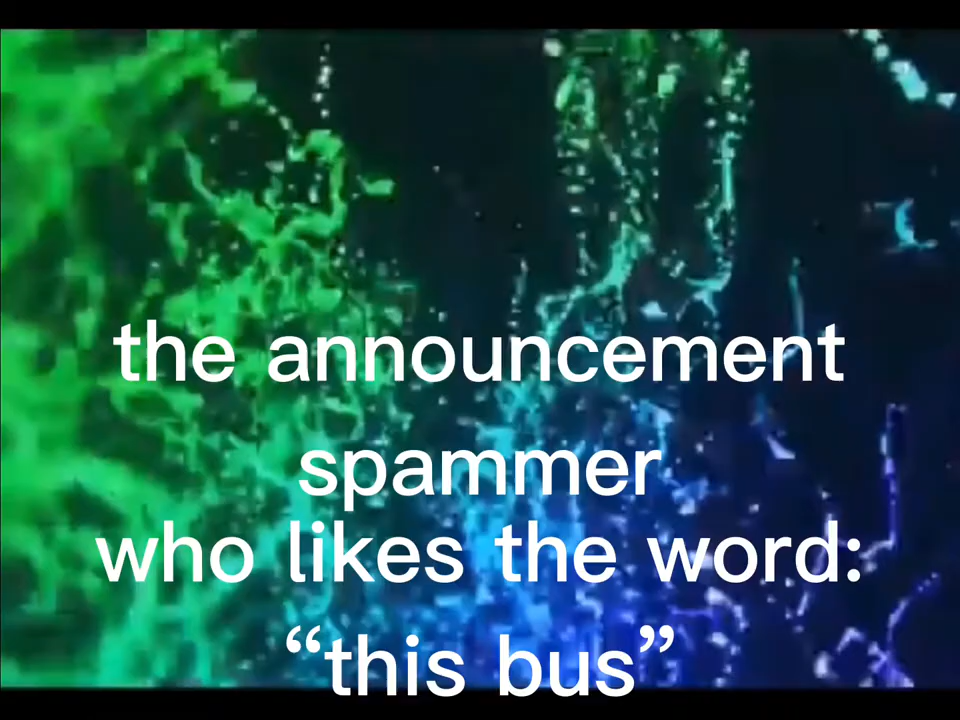 the announcement
spammer
who likes the word:
“this bus”